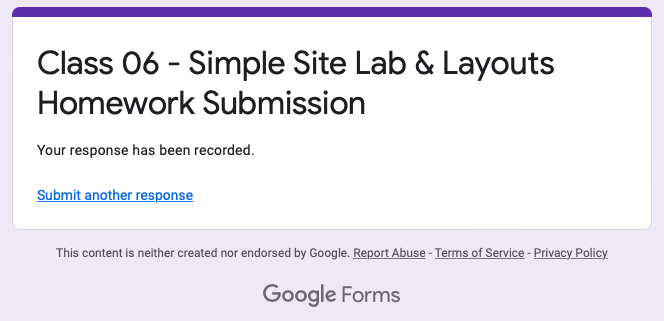 Class 06 - Simple Site Lab & Layouts
Homework Submission
Your response has been recorded.
Submit another response
This content is neither created nor endorsed by Google. Report Abuse - Terms of Service - Privacy Policy
Google Forms